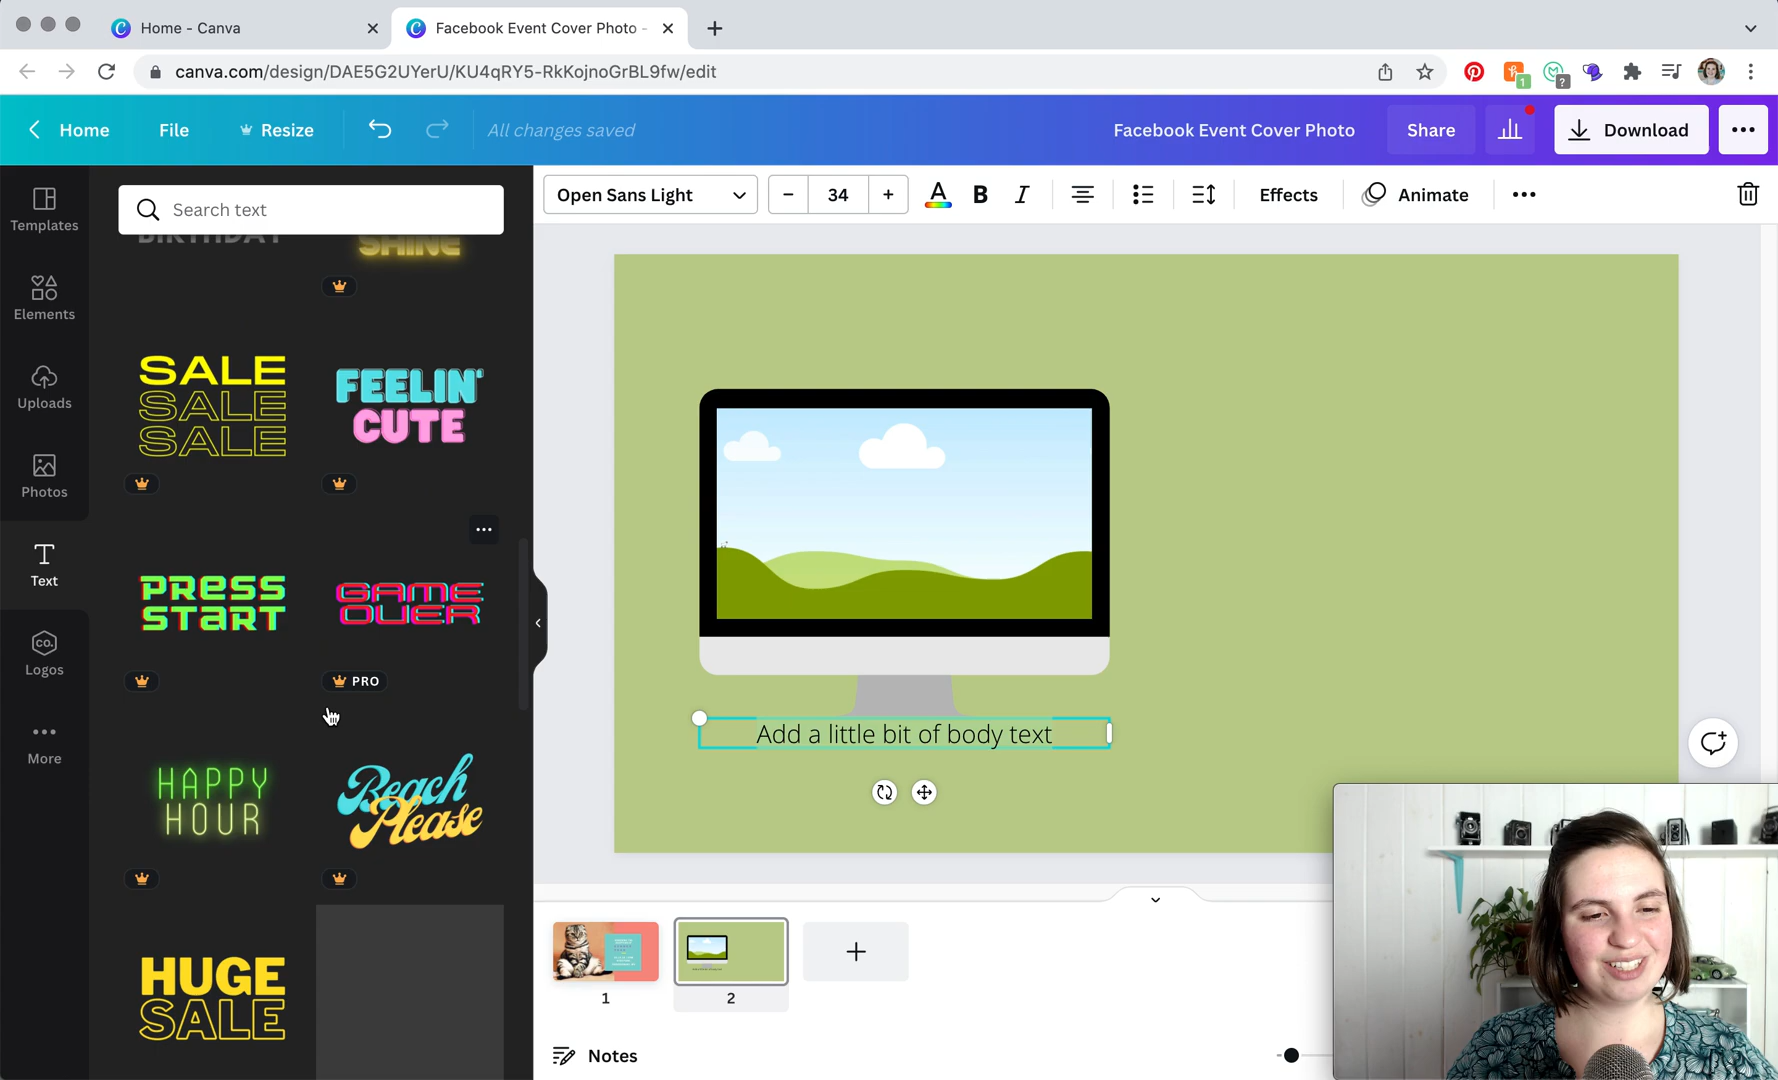 Home - Canva
Facebook Event Cover Photo -
canva.com/design/DAE5G2UYerU/KU4qRY5-RkKojnoGrBL9fw/edit
1
?
Home
File
Resize
All changes saved
Facebook Event Cover Photo
Share
Download
Templates
Elements
Uploads
Photos
Text
Logos
More
CO.
Search text
BIRTHDAY
SHINE
SALE
SALE
SALE
FEELIN'
CUTE
PRESS
START
GAME
OVER
PRO
HAPPY
HOUR
Beach
Please
HUGE
SALE
Open Sans Light
34
A
B
I
Effects
Animate
Add a little bit of body text
1
2
Notes